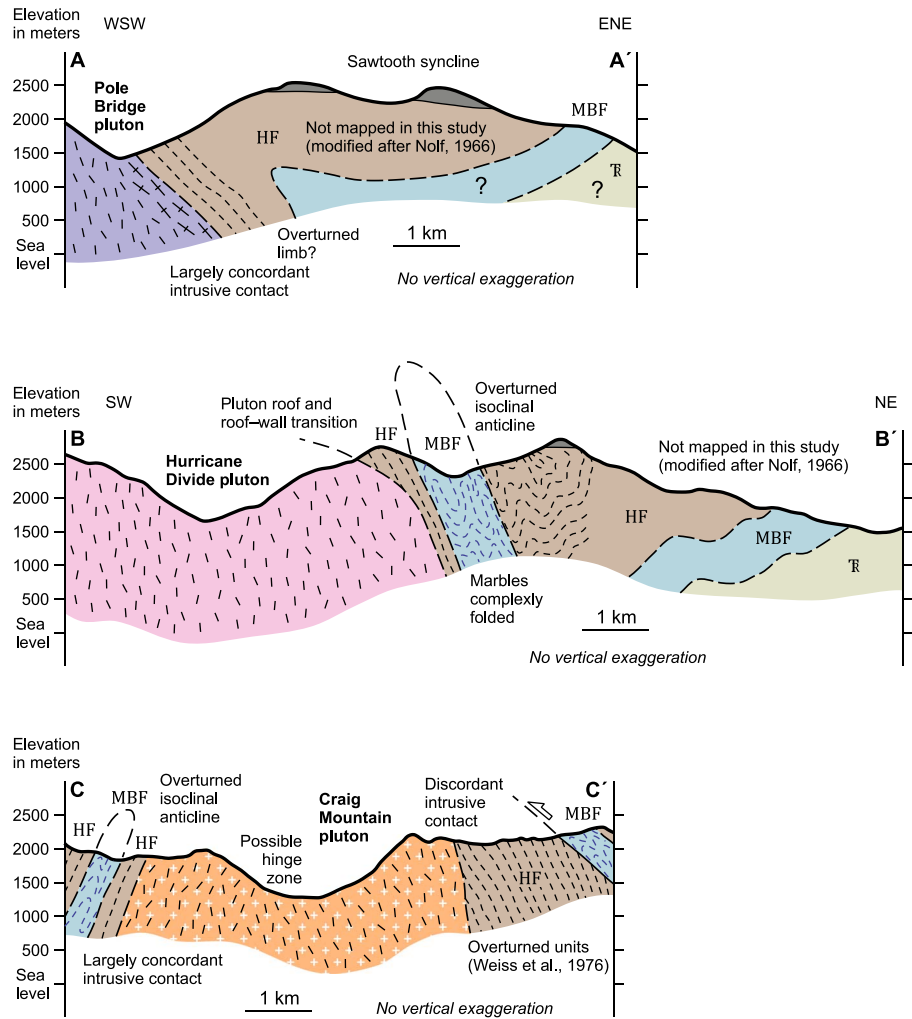 Elevation
in meters
WSW
ENE
A
A´
Sawtooth syncline
2500
2000
1500
1000
500
Sea
level
Pole
Bridge
pluton
MBF
HF
Not mapped in this study
(modified after Nolf, 1966)
TR
?
?
Overturned
limb?
1 km
Largely concordant
intrusive contact
No vertical exaggeration
Elevation
in meters
SW
NE
Pluton roof and
roof–wall transition
Overturned
isoclinal
anticline
B
B´
HF
MBF
Not mapped in this study
(modified after Nolf, 1966)
2500
2000
1500
1000
500
Sea
level
Hurricane
Divide pluton
HF
MBF
TR
Marbles
complexly
folded
1 km
No vertical exaggeration
Elevation
in meters
C
C´
MBF
Overturned
isoclinal
anticline
Craig
Mountain
pluton
Discordant
intrusive
contact
MBF
2500
2000
1500
1000
500
Sea
level
HF
HF
Possible
hinge
zone
HF
Largely concordant
intrusive contact
Overturned units
(Weiss et al., 1976)
1 km
No vertical exaggeration